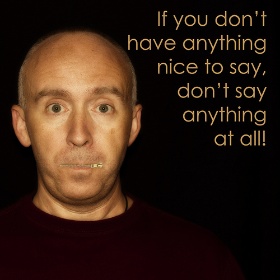 If you don't
have anything
nice to say,
don't say
anything
at all!